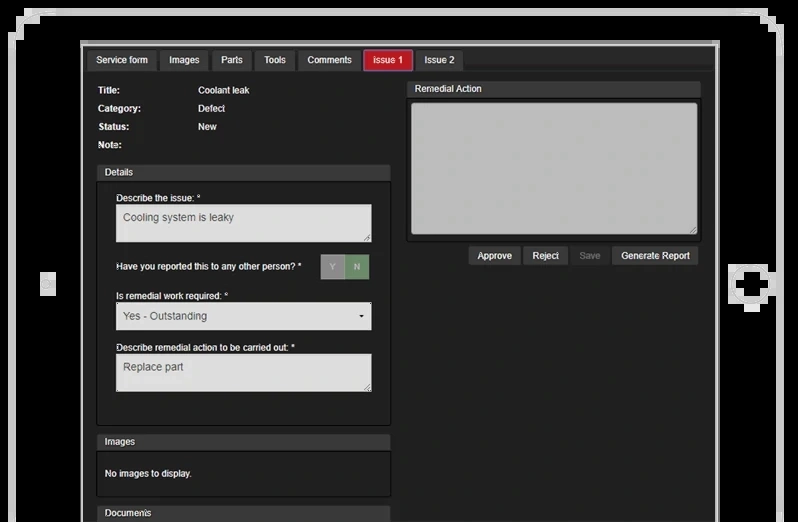 Service form Images Parts Tools Comments Issue 1 Issue 2
Title: Coolant leak
Category: Defect
Status: New
Note:
Details
Describe the issue: *
Cooling system is leaky
Have you reported this to any other person? * Y N
Is remedial work required: *
Yes - Outstanding
Describe remedial action to be carried out: *
Replace part
Images
No images to display.
Documents
Remedial Action
Approve Reject Save Generate Report